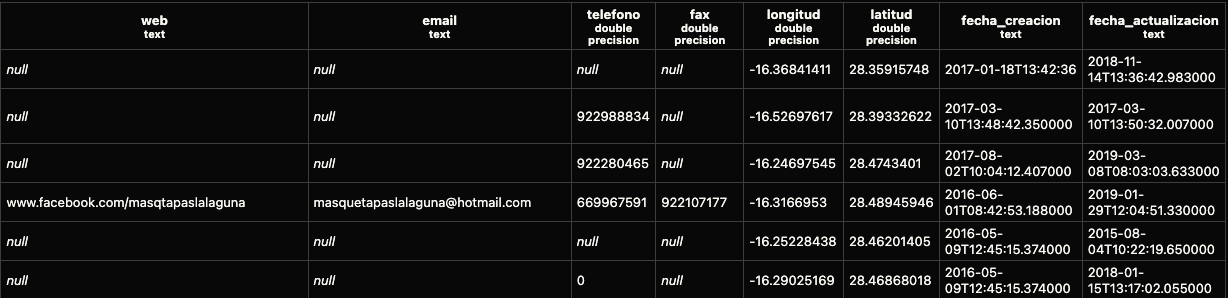 web email telefono fax longitud latitud fecha_creacion fecha_actualizacion
text text double precision double precision double precision double precision text text
null null null null -16.36841411 28.35915748 2017-01-18T13:42:36 2018-11-14T13:36:42.983000
null null 922988834 null -16.52697617 28.39332622 2017-03-10T13:48:42.350000 2017-03-10T13:50:32.007000
null null 922280465 null -16.24697545 28.4743401 2017-08-02T10:04:12.407000 2019-03-08T08:03:03.633000
www.facebook.com/masqtapaslalaguna masquetapaslalaguna@hotmail.com 669967591 922107177 -16.3166953 28.48945946 2016-06-01T08:42:53.188000 2019-01-29T12:04:51.330000
null null null null -16.25228438 28.46201405 2016-05-09T12:45:15.374000 2015-08-04T10:22:19.650000
null null 0 null -16.29025169 28.46868018 2016-05-09T12:45:15.374000 2018-01-15T13:17:02.055000